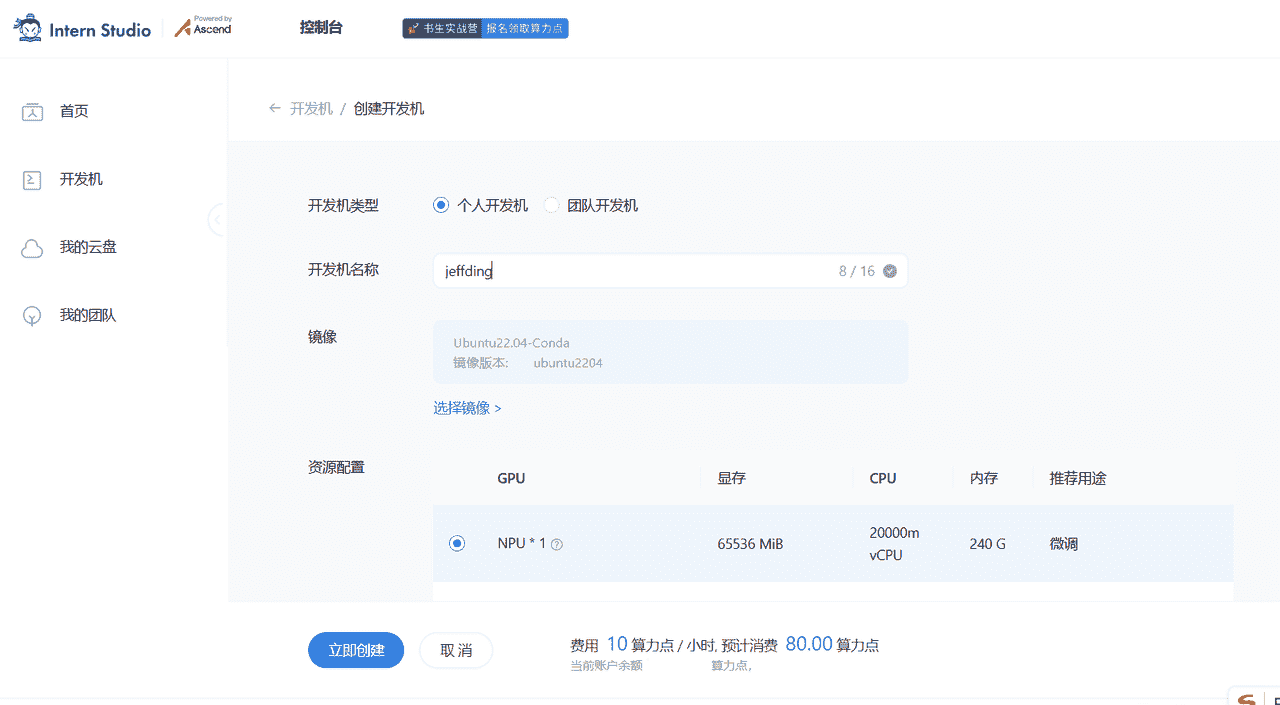 Intern Studio
Powered by
Ascend
控制台
书生实战营 报名领取算力点
首页
开发机
我的云盘
我的团队
← 开发机 / 创建开发机
开发机类型 个人开发机 团队开发机
开发机名称 jeffding 8 / 16
镜像
Ubuntu22.04-Conda
镜像版本: ubuntu2204
选择镜像 >
资源配置
GPU 显存 CPU 内存 推荐用途
NPU * 1 65536 MiB 20000m
vCPU 240 G 微调
立即创建 取消
费用 10 算力点 / 小时, 预计消费 80.00 算力点
当前账户余额 算力点,